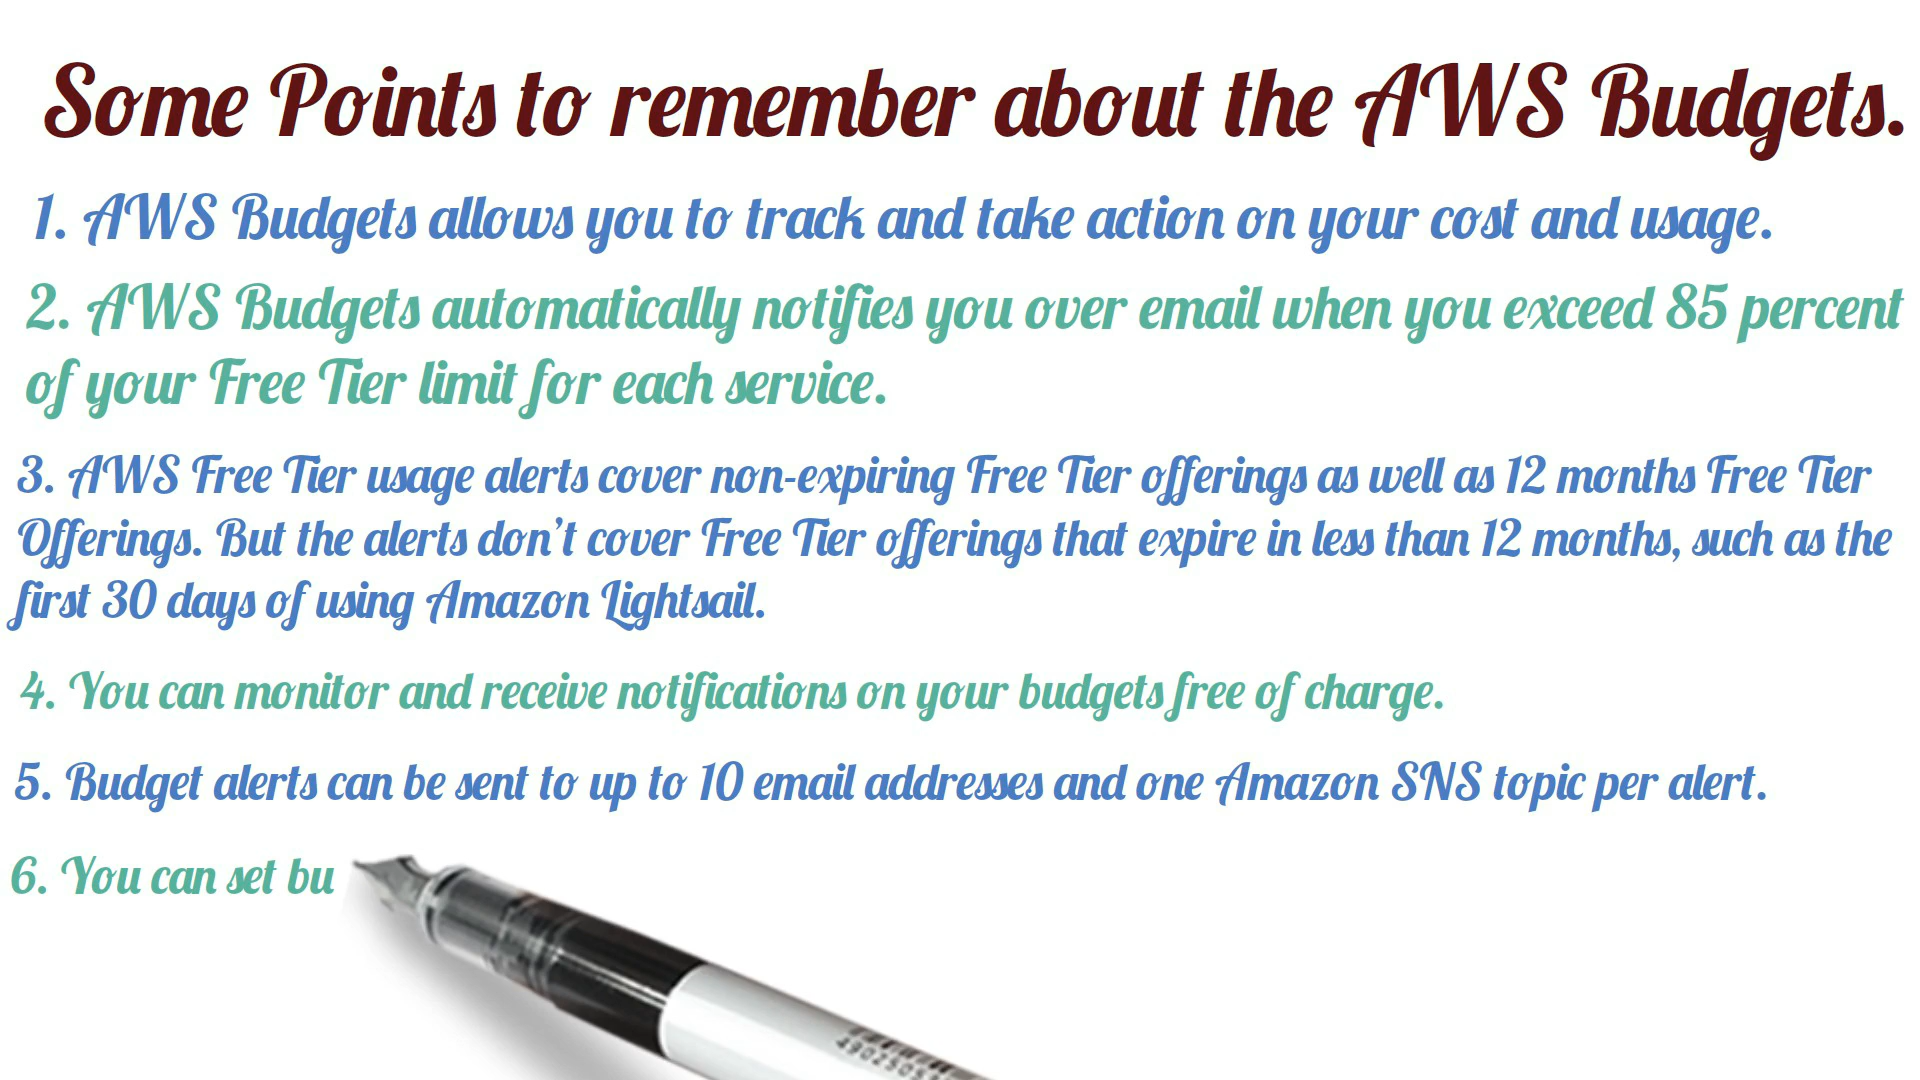 Some Points to remember about the AWS Budgets.
1. AWS Budgets allows you to track and take action on your cost and usage.
2. AWS Budgets automatically notifies you over email when you exceed 85 percent
of your Free Tier limit for each service.
3. AWS Free Tier usage alerts cover non-expiring Free Tier offerings as well as 12 months Free Tier
Offerings. But the alerts don't cover Free Tier offerings that expire in less than 12 months, such as the
first 30 days of using Amazon Lightsail.
4. You can monitor and receive notifications on your budgets free of charge.
5. Budget alerts can be sent to up to 10 email addresses and one Amazon SNS topic per alert.
6. You can set bu